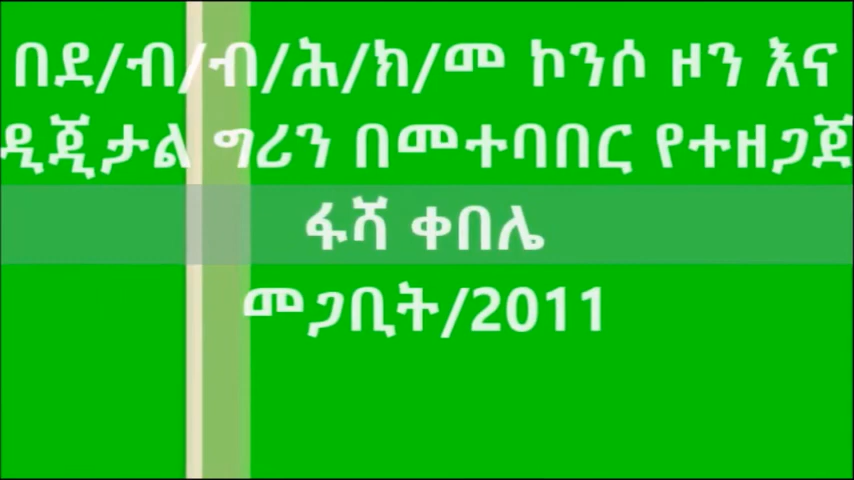 በደ/ብ/ብ/ሕ/ክ/መ ኮንሶ ዞን እና
ዲጂታል ግሪን በመተባበር የተዘጋጀ
ፋሻ ቀበሌ
መጋቢት/2011